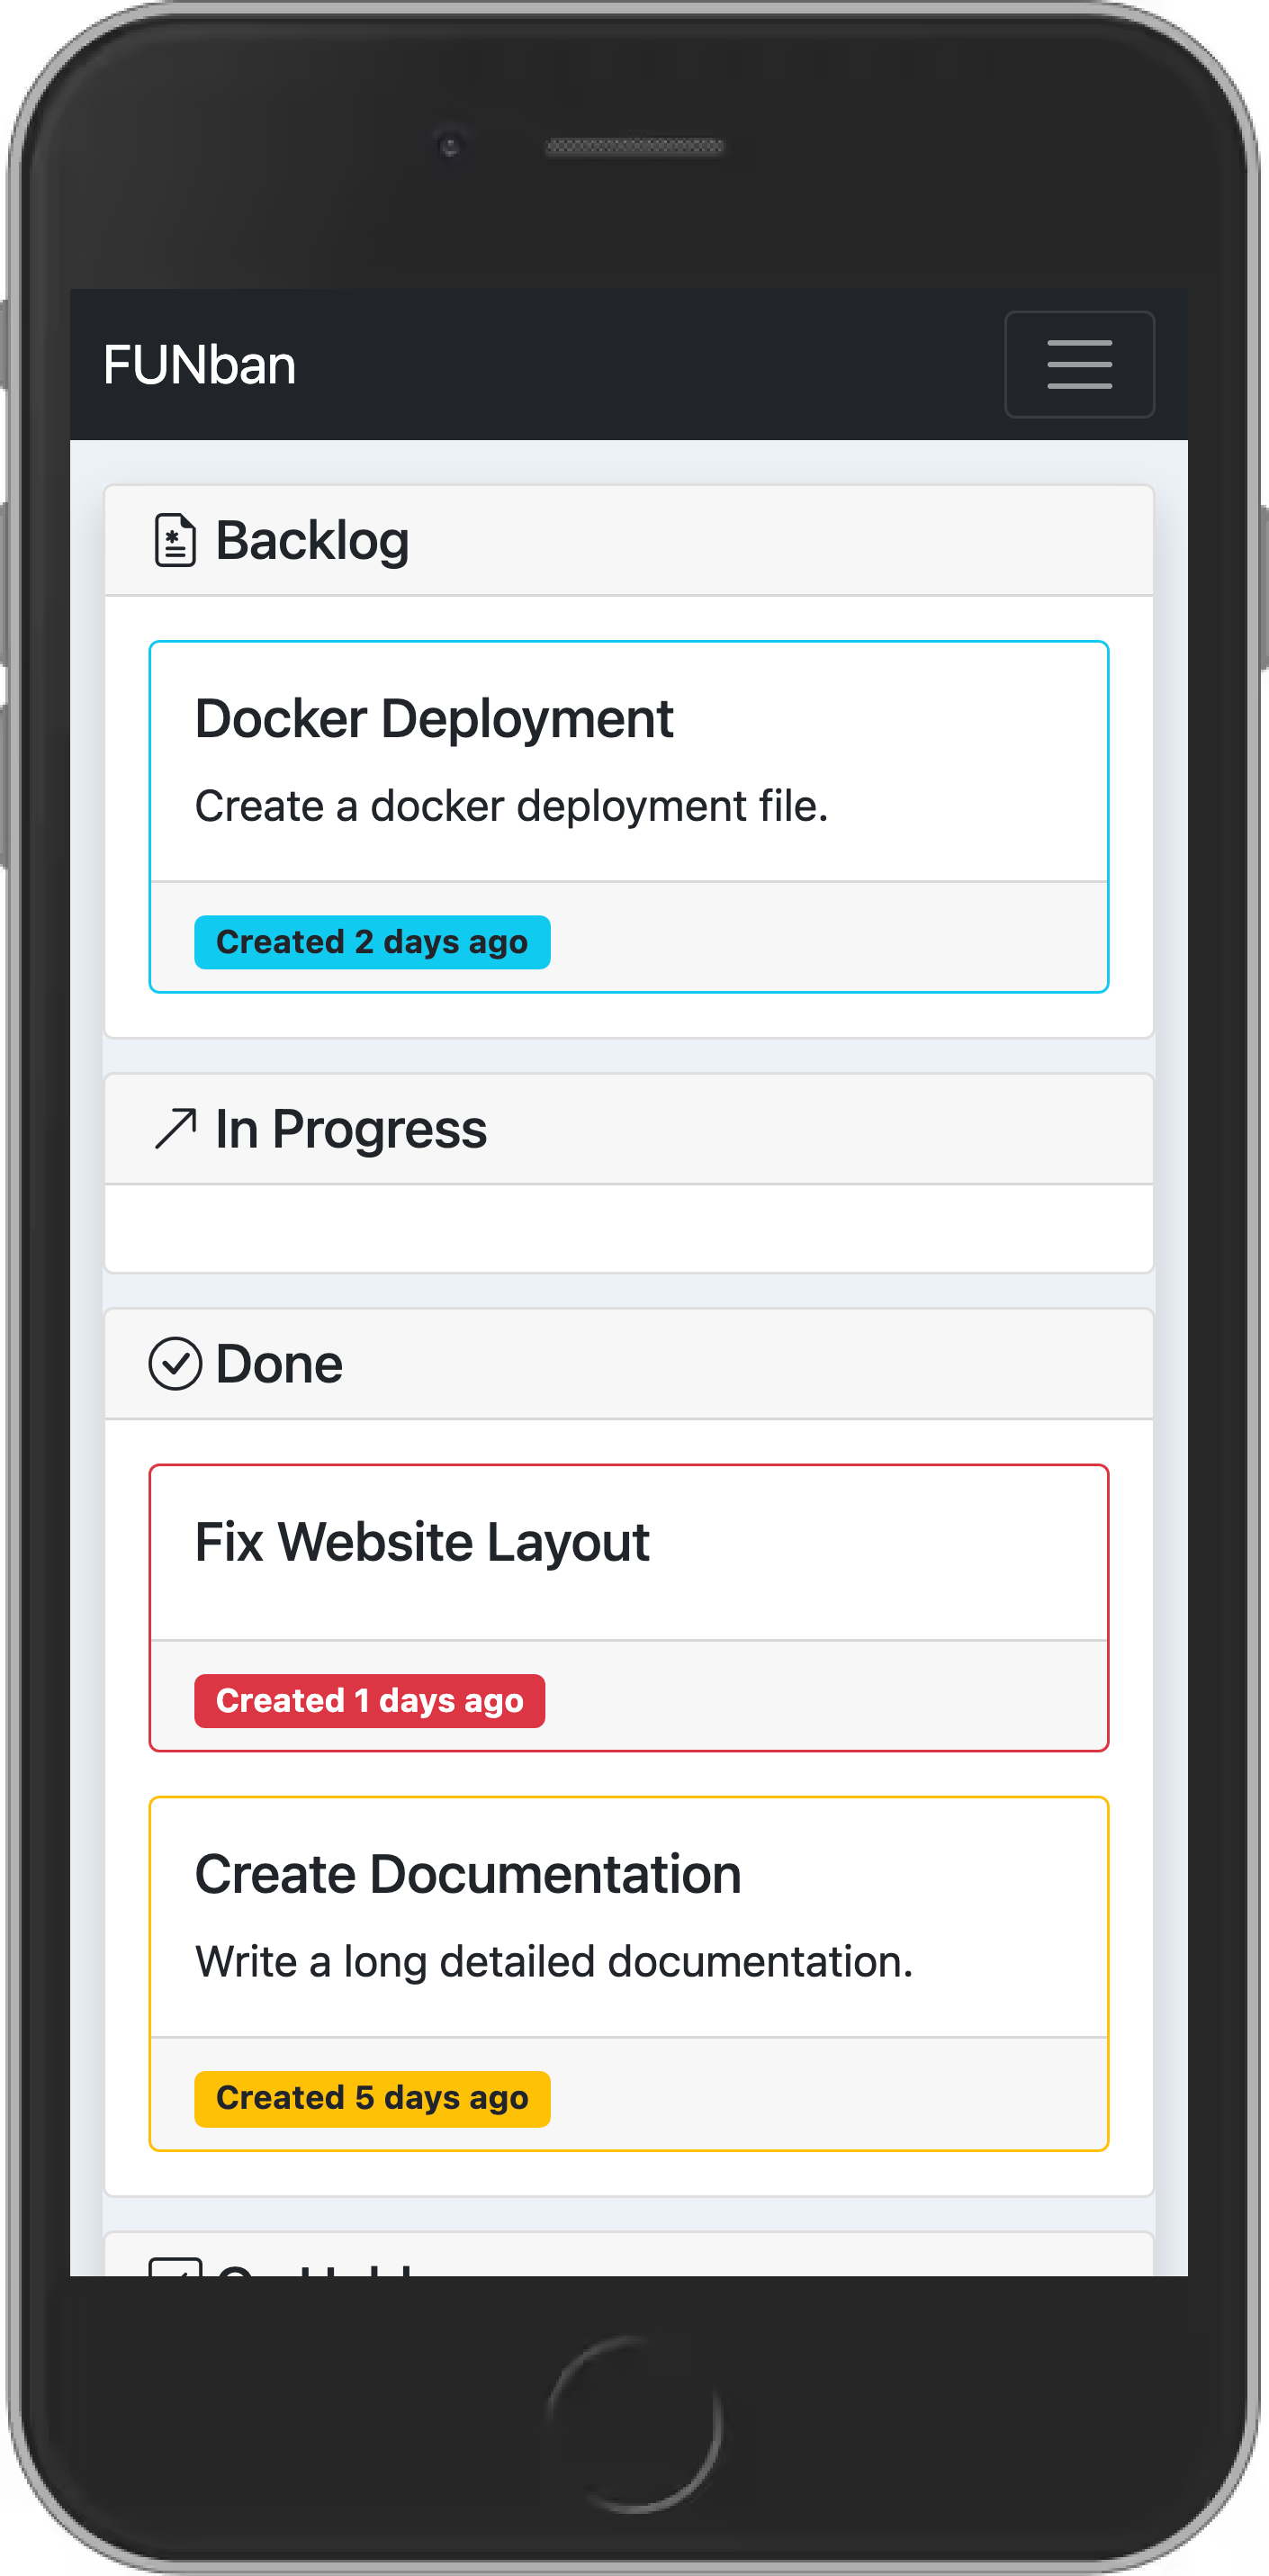 FUNban
Backlog
Docker Deployment
Create a docker deployment file.
Created 2 days ago
In Progress
Done
Fix Website Layout
Created 1 days ago
Create Documentation
Write a long detailed documentation.
Created 5 days ago